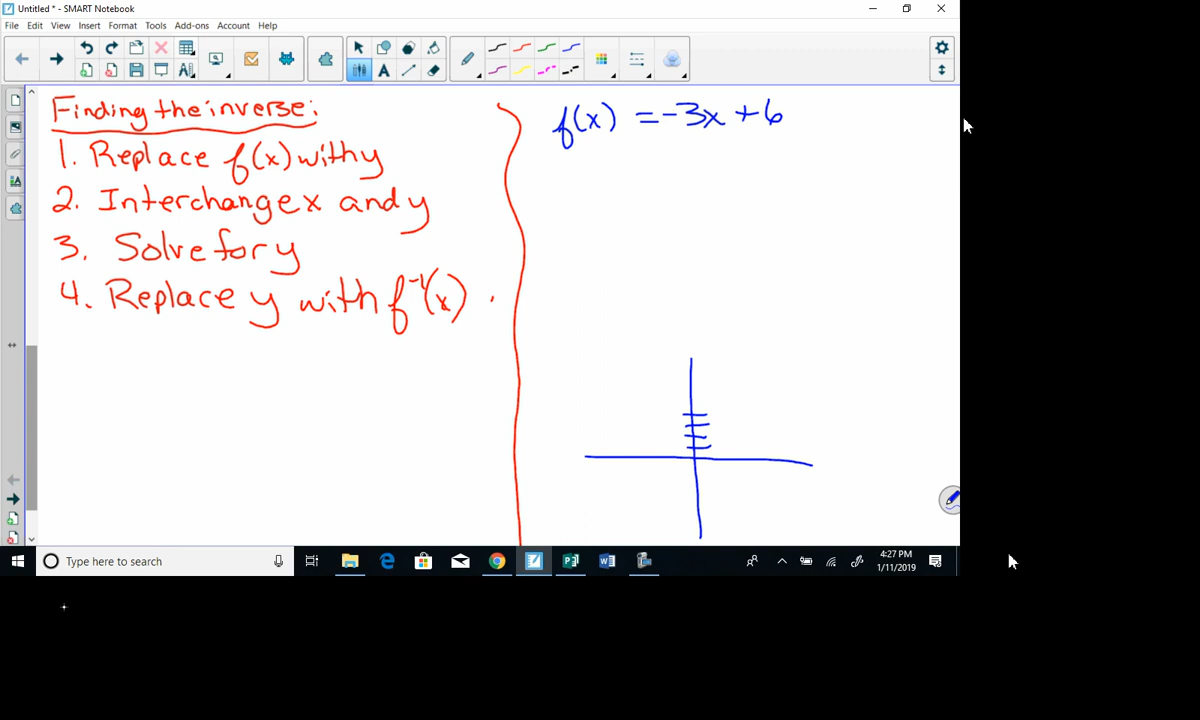 Untitled * - SMART Notebook
File Edit View Insert Format Tools Add-ons Account Help
Finding the inverse:
1. Replace f(x) with y
2. Interchange x and y
3. Solve for y
4. Replace y with f⁻¹(x).
f(x) = -3x + 6
Type here to search
4:27 PM
1/11/2019